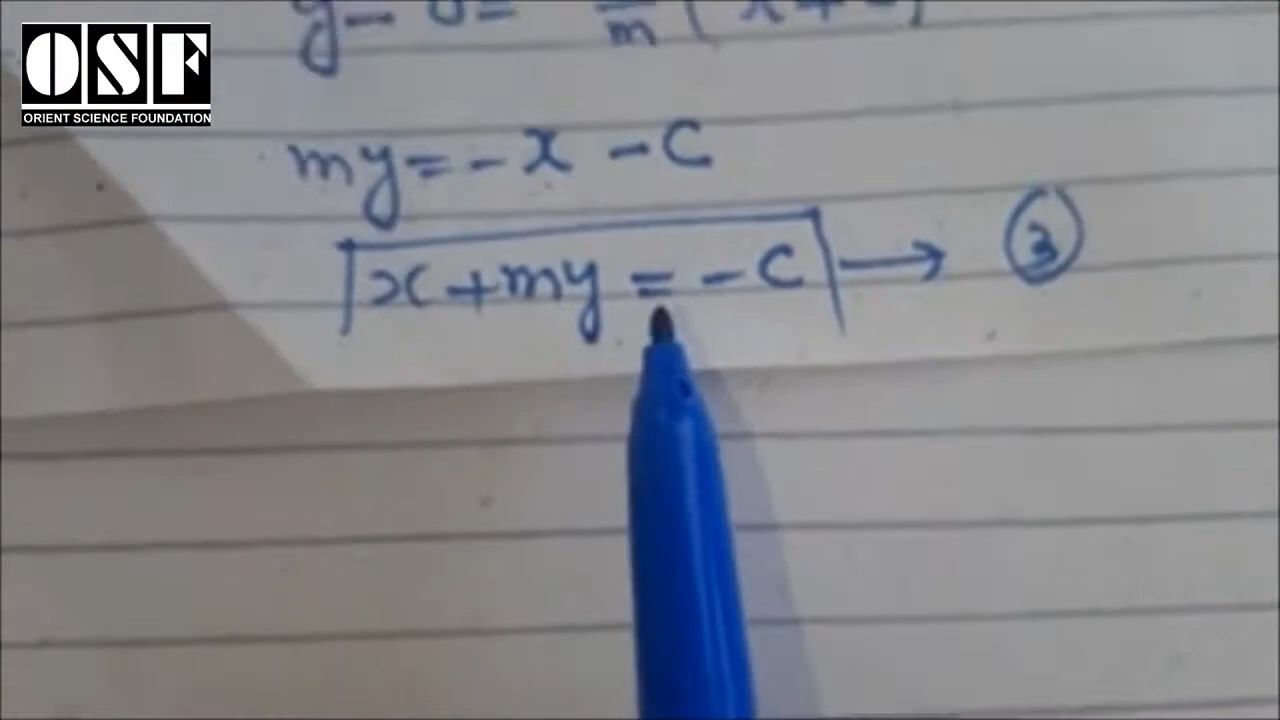 OSF
ORIENT SCIENCE FOUNDATION
my = - x - c
x + my = - c → 3